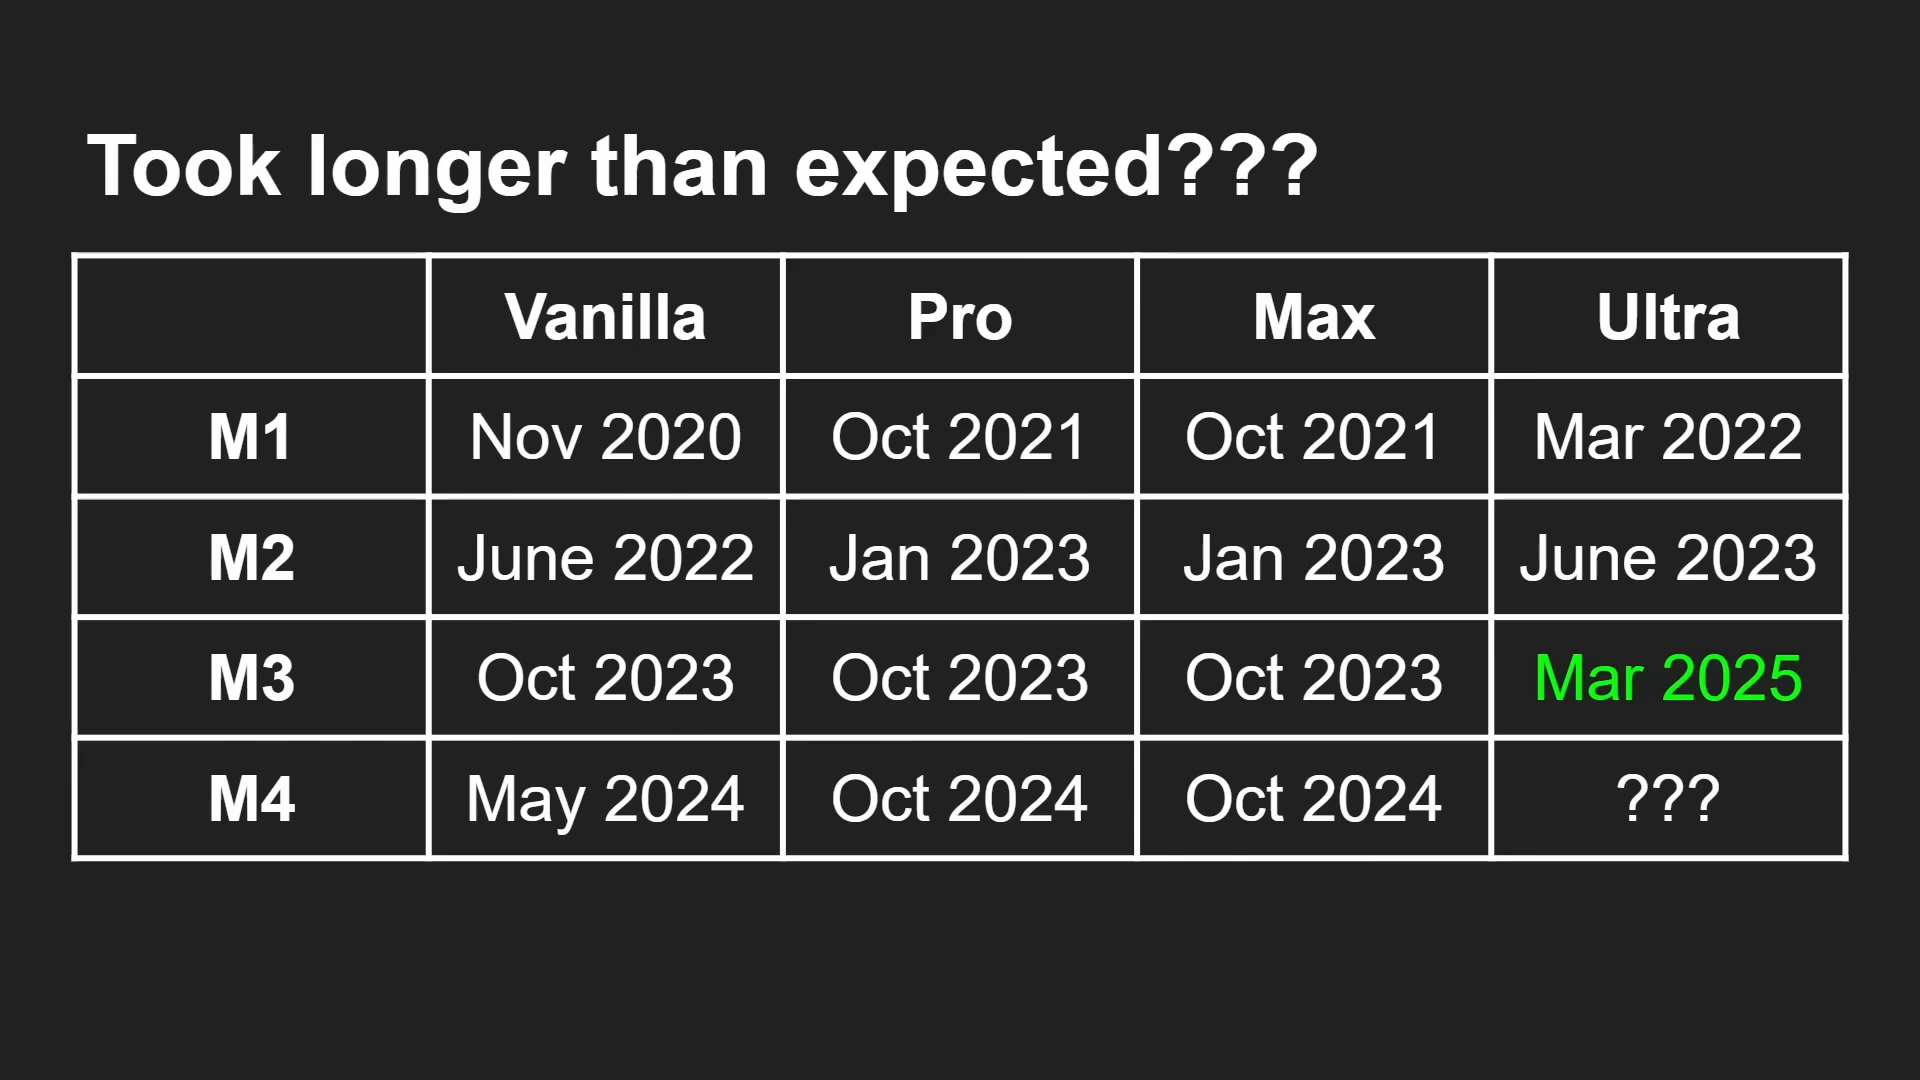 Took longer than expected???
Vanilla Pro Max Ultra
M1 Nov 2020 Oct 2021 Oct 2021 Mar 2022
M2 June 2022 Jan 2023 Jan 2023 June 2023
M3 Oct 2023 Oct 2023 Oct 2023 Mar 2025
M4 May 2024 Oct 2024 Oct 2024 ???